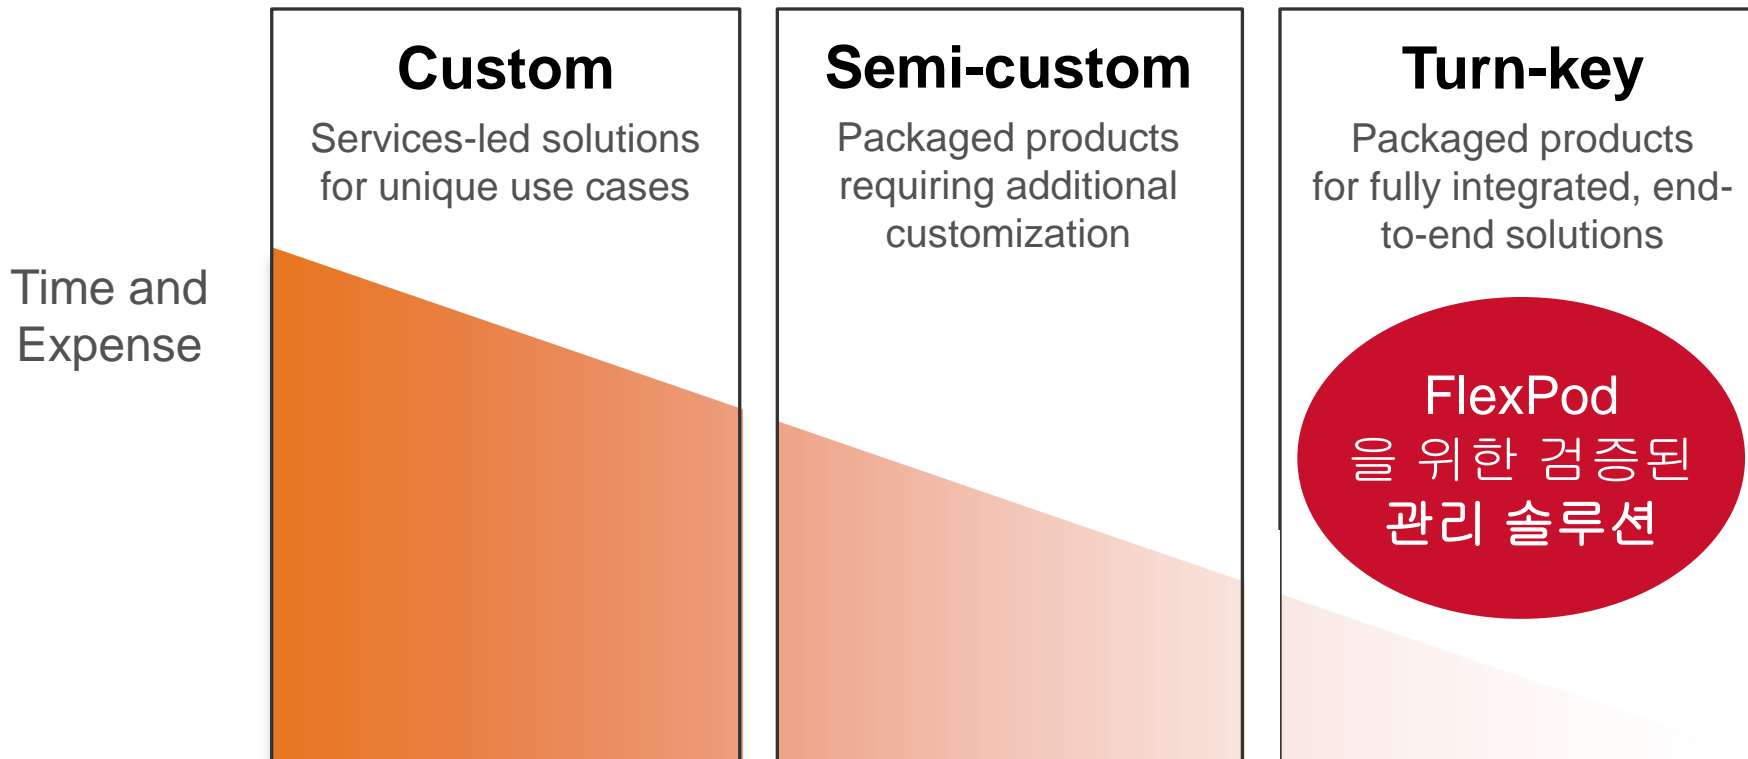 Custom
Services-led solutions
for unique use cases
Semi-custom
Packaged products
requiring additional
customization
Turn-key
Packaged products
for fully integrated, end-
to-end solutions
Time and
Expense
FlexPod
을 위한 검증된
관리 솔루션